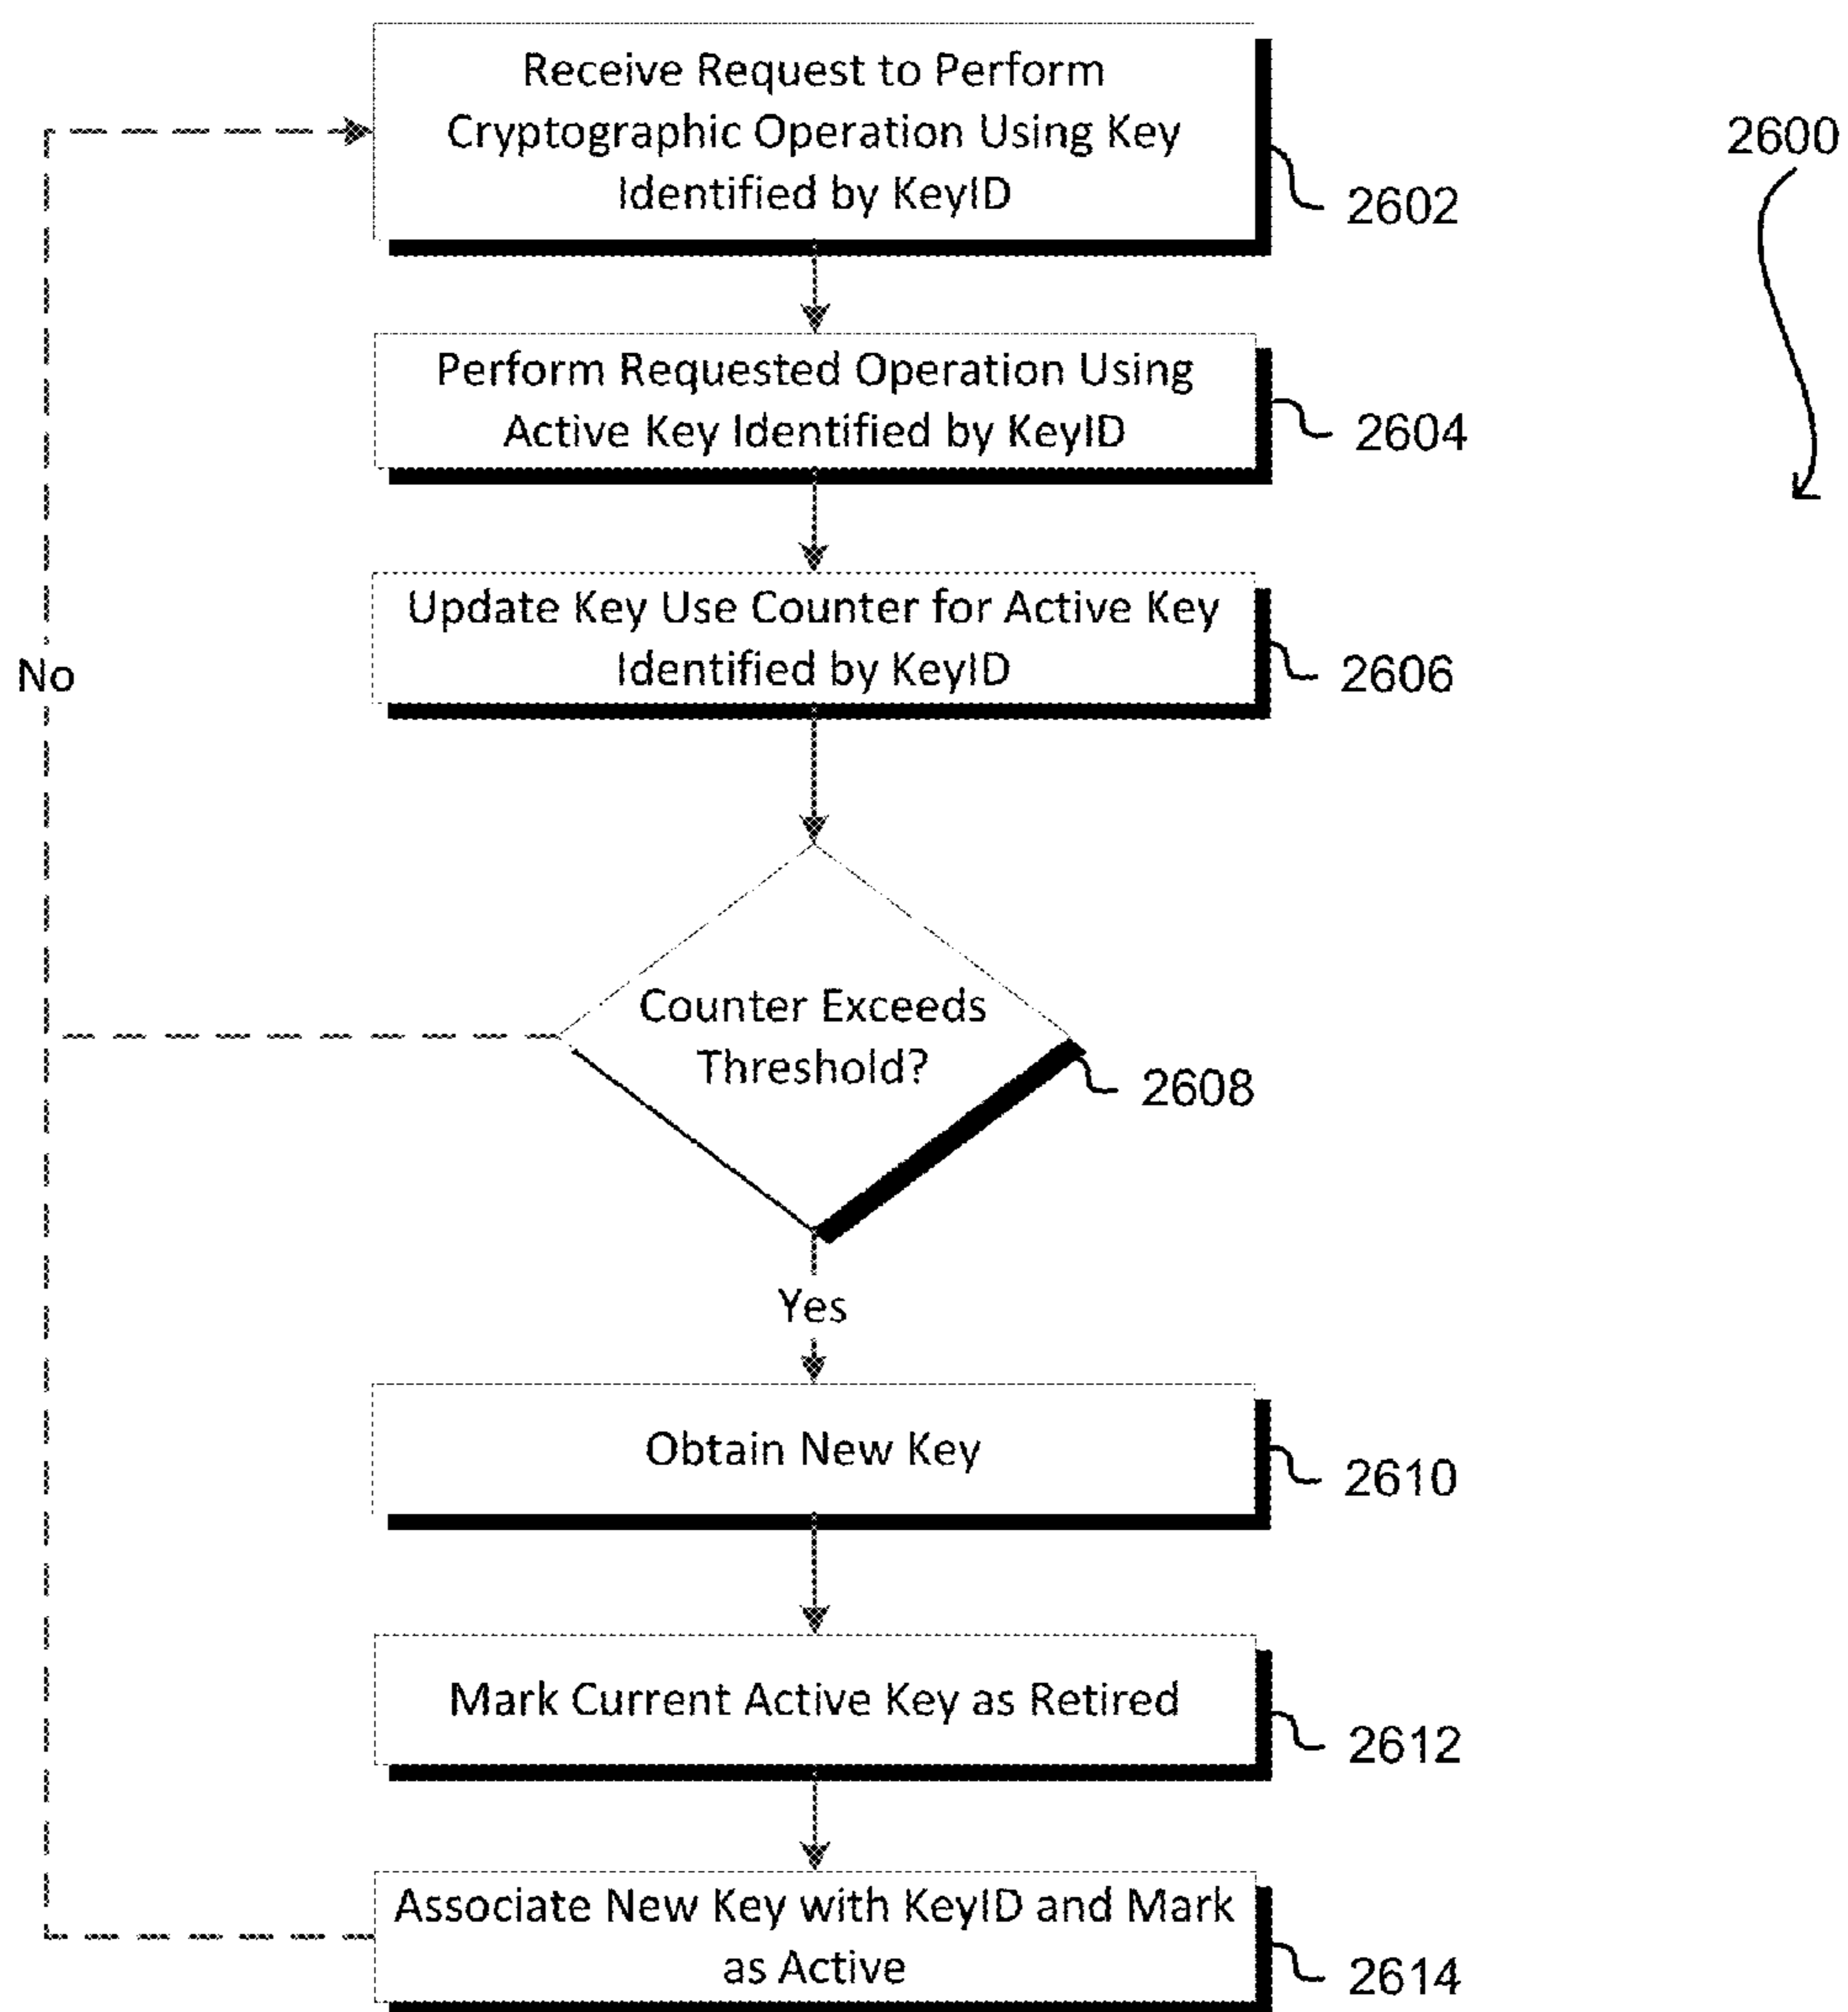 Receive Request to Perform
Cryptographic Operation Using Key
Identified by KeyID
2602
2600
Perform Requested Operation Using
Active Key Identified by KeyID
2604
Update Key Use Counter for Active Key
Identified by KeyID
2606
No
Counter Exceeds
Threshold?
2608
Yes
Obtain New Key
2610
Mark Current Active Key as Retired
2612
Associate New Key with KeyID and Mark
as Active
2614